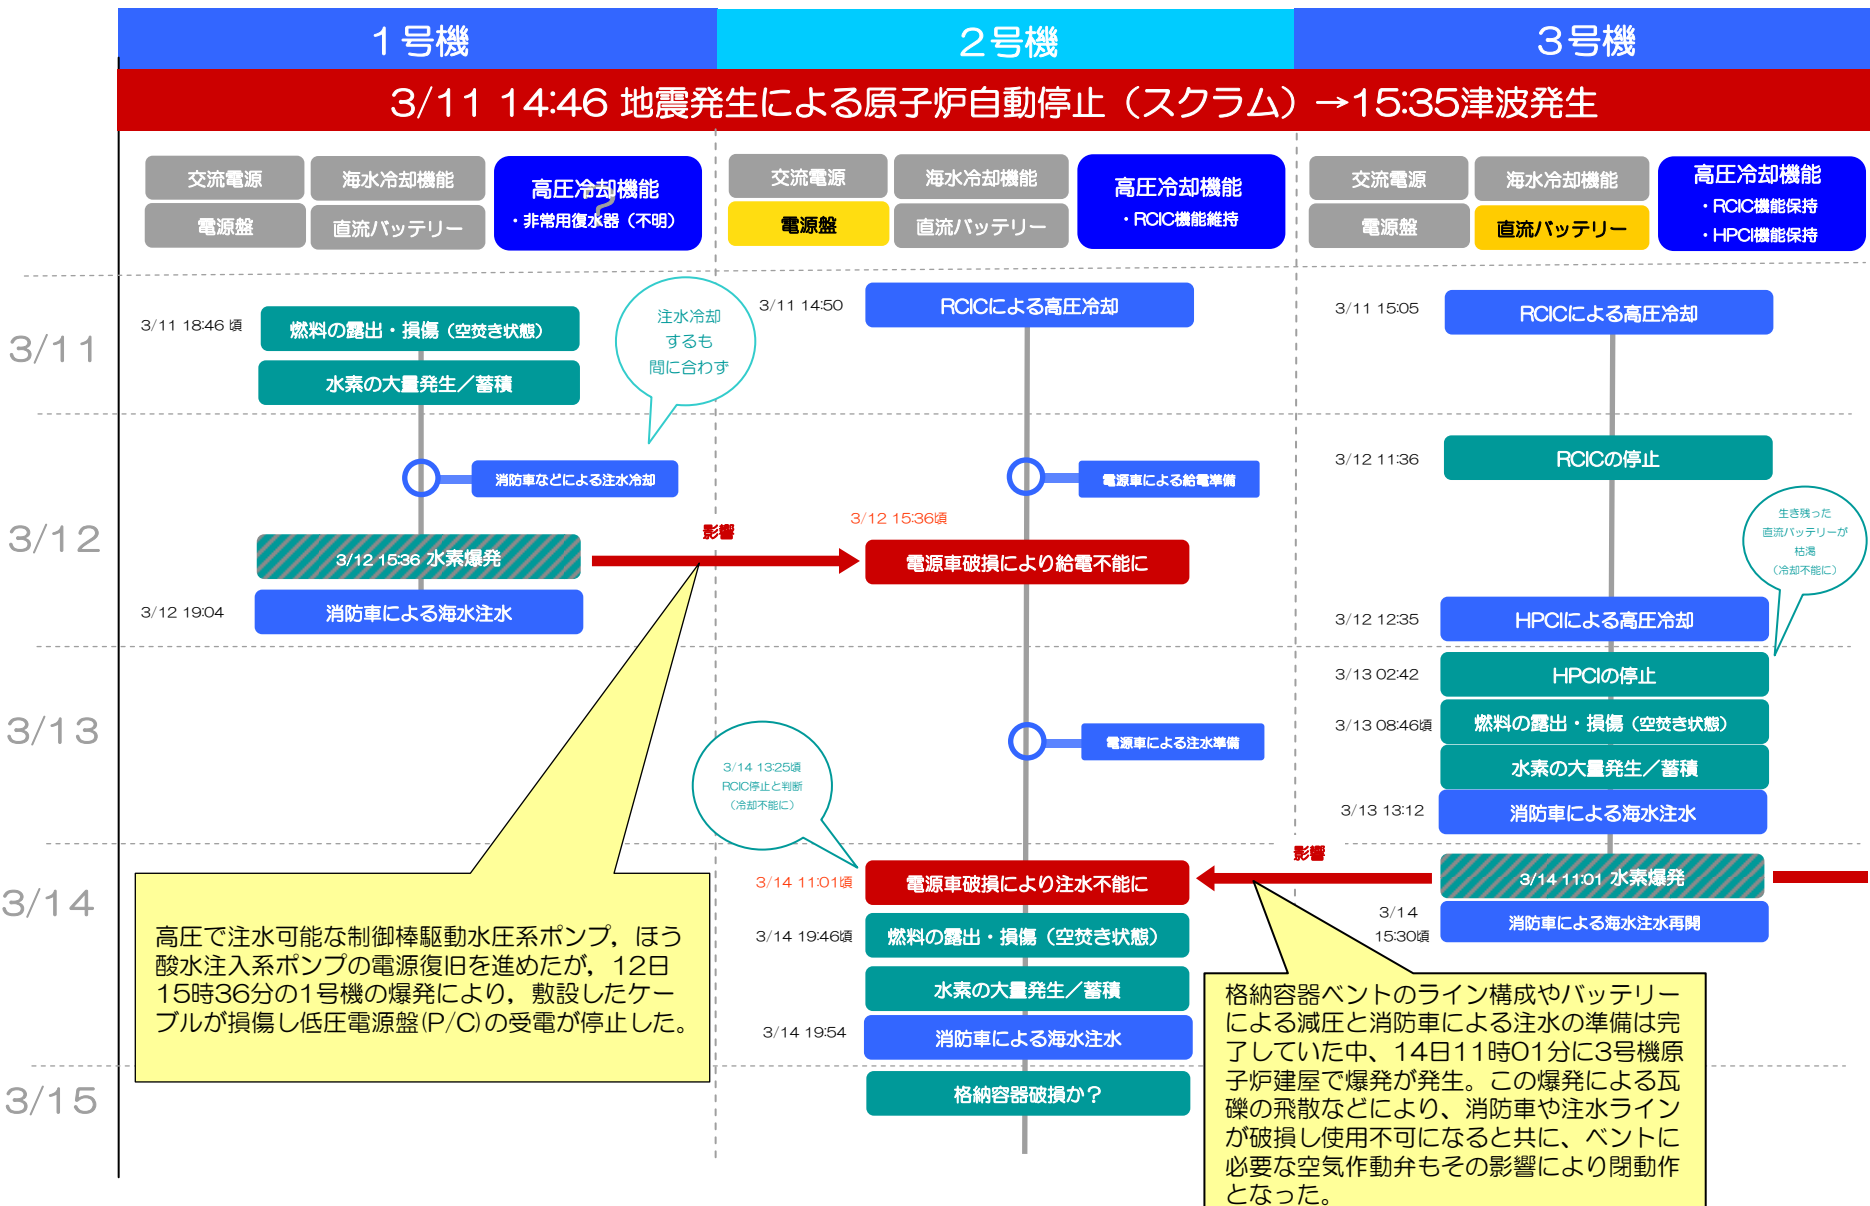 1号機
2号機
3号機
3/11 14:46 地震発生による原子炉自動停止（スクラム）→15:35津波発生
交流電源
海水冷却機能
電源盤
直流バッテリー
高圧冷却機能
・非常用復水器（不明）
?
交流電源
海水冷却機能
電源盤
直流バッテリー
高圧冷却機能
・RCIC機能維持
交流電源
海水冷却機能
電源盤
直流バッテリー
高圧冷却機能
・RCIC機能保持
・HPCI機能保持
3/11
3/11 18:46 頃
燃料の露出・損傷（空焚き状態）
水素の大量発生／蓄積
注水冷却
するも
間に合わず
3/11 14:50
RCICによる高圧冷却
3/11 15:05
RCICによる高圧冷却
3/12
消防車などによる注水冷却
3/12 15:36 水素爆発
3/12 19:04
消防車による海水注水
影響
電源車による給電準備
3/12 15:36頃
電源車破損により給電不能に
3/12 11:36
RCICの停止
生き残った
直流バッテリーが
枯渇
（冷却不能に）
3/12 12:35
HPCIによる高圧冷却
3/13
電源車による注水準備
3/14 13:25頃
RCIC停止と判断
（冷却不能に）
3/13 02:42
HPCIの停止
3/13 08:46頃
燃料の露出・損傷（空焚き状態）
水素の大量発生／蓄積
3/13 13:12
消防車による海水注水
3/14
3/14 11:01頃
電源車破損により注水不能に
影響
3/14 11:01 水素爆発
3/14 19:46頃
燃料の露出・損傷（空焚き状態）
3/14
15:30頃
消防車による海水注水再開
水素の大量発生／蓄積
3/14 19:54
消防車による海水注水
3/15
格納容器破損か？
高圧で注水可能な制御棒駆動水圧系ポンプ，ほう
酸水注入系ポンプの電源復旧を進めたが，12日
15時36分の1号機の爆発により，敷設したケー
ブルが損傷し低圧電源盤(P/C)の受電が停止した。
格納容器ベントのライン構成やバッテリー
による減圧と消防車による注水の準備は完
了していた中、14日11時01分に3号機原
子炉建屋で爆発が発生。この爆発による瓦
礫の飛散などにより、消防車や注水ライン
が破損し使用不可になると共に、ベントに
必要な空気作動弁もその影響により閉動作
となった。